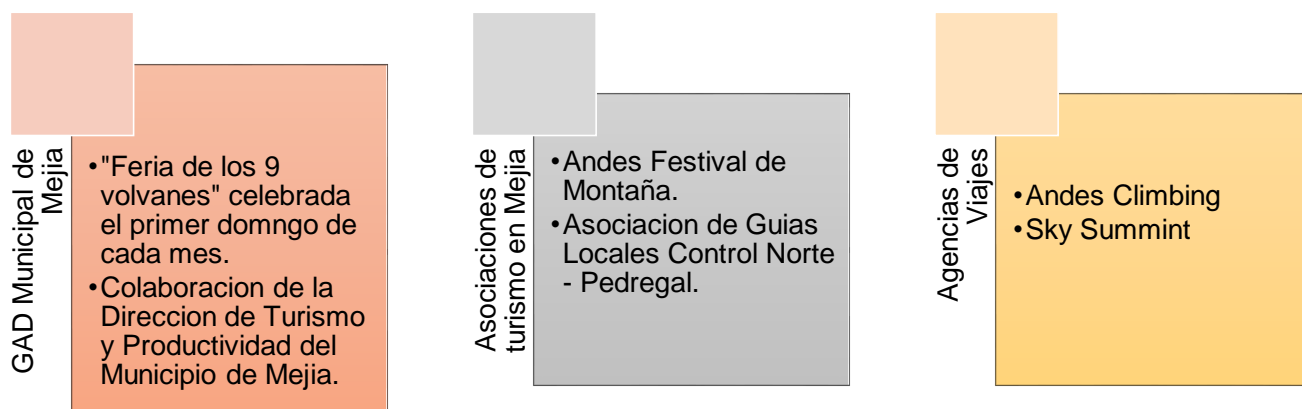 GAD Municipal de
Mejia
•"Feria de los 9
volvanes" celebrada
el primer domngo de
cada mes.
•Colaboracion de la
Direccion de Turismo
y Productividad del
Municipio de Mejia.
Asociaciones de
turismo en Mejia
•Andes Festival de
Montaña.
•Asociacion de Guias
Locales Control Norte
- Pedregal.
Agencias de
Viajes
•Andes Climbing
•Sky Summint